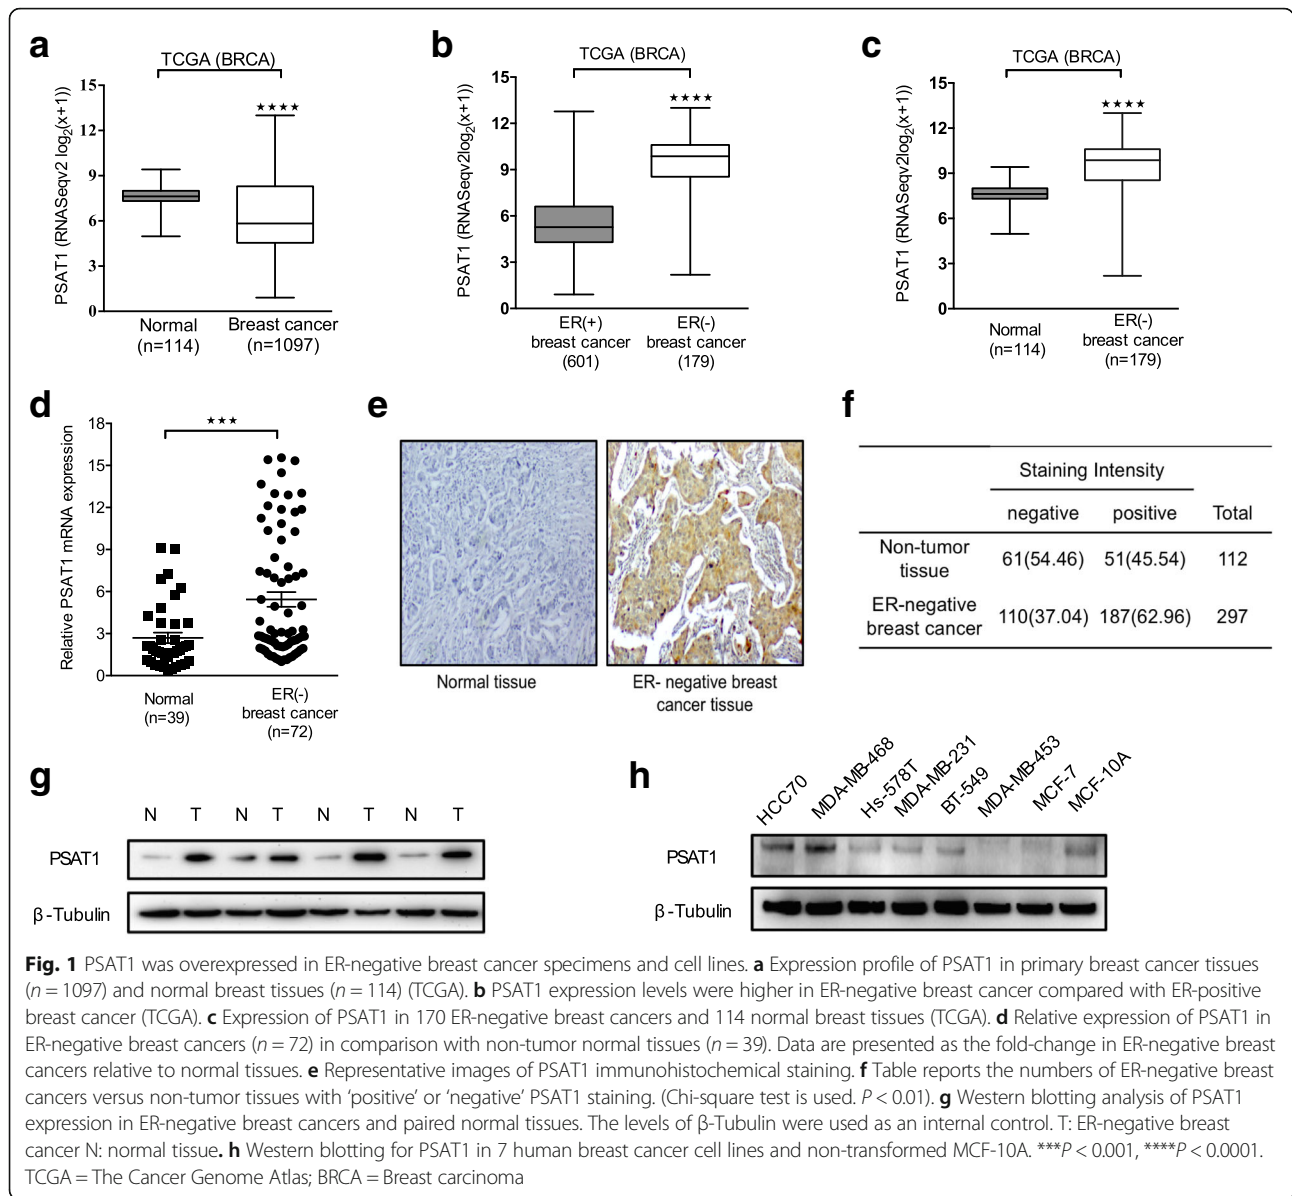 a
TCGA (BRCA)
PSAT1 (RNASeqv2 log2(x+1))
15
12
9
6
3
0
★★★★
Normal
(n=114)
Breast cancer
(n=1097)
b
TCGA (BRCA)
PSAT1 (RNASeqv2log2(x+1))
15
12
9
6
3
0
★★★★
ER(+)
breast cancer
(601)
ER(-)
breast cancer
(179)
c
TCGA (BRCA)
PSAT1 (RNASeqv2log2(x+1))
15
12
9
6
3
0
★★★★
Normal
(n=114)
ER(-)
breast cancer
(n=179)
d
Relative PSAT1 mRNA expression
18
15
12
9
6
3
0
★★★
Normal
(n=39)
ER(-)
breast cancer
(n=72)
e
Normal tissue
ER- negative breast
cancer tissue
f
Staining Intensity
negative positive Total
Non-tumor
tissue 61(54.46) 51(45.54) 112
ER-negative
breast cancer 110(37.04) 187(62.96) 297
g
N T N T N T N T
PSAT1
β-Tubulin
h
HCC70 MDA-MB-468 Hs-578T MDA-MB-231 BT-549 MDA-MB-453 MCF-7 MCF-10A
PSAT1
β-Tubulin
Fig. 1 PSAT1 was overexpressed in ER-negative breast cancer specimens and cell lines. a Expression profile of PSAT1 in primary breast cancer tissues
(n = 1097) and normal breast tissues (n = 114) (TCGA). b PSAT1 expression levels were higher in ER-negative breast cancer compared with ER-positive
breast cancer (TCGA). c Expression of PSAT1 in 170 ER-negative breast cancers and 114 normal breast tissues (TCGA). d Relative expression of PSAT1 in
ER-negative breast cancers (n = 72) in comparison with non-tumor normal tissues (n = 39). Data are presented as the fold-change in ER-negative breast
cancers relative to normal tissues. e Representative images of PSAT1 immunohistochemical staining. f Table reports the numbers of ER-negative breast
cancers versus non-tumor tissues with 'positive' or 'negative' PSAT1 staining. (Chi-square test is used. P < 0.01). g Western blotting analysis of PSAT1
expression in ER-negative breast cancers and paired normal tissues. The levels of β-Tubulin were used as an internal control. T: ER-negative breast
cancer N: normal tissue. h Western blotting for PSAT1 in 7 human breast cancer cell lines and non-transformed MCF-10A. ***P < 0.001, ****P < 0.0001.
TCGA = The Cancer Genome Atlas; BRCA = Breast carcinoma